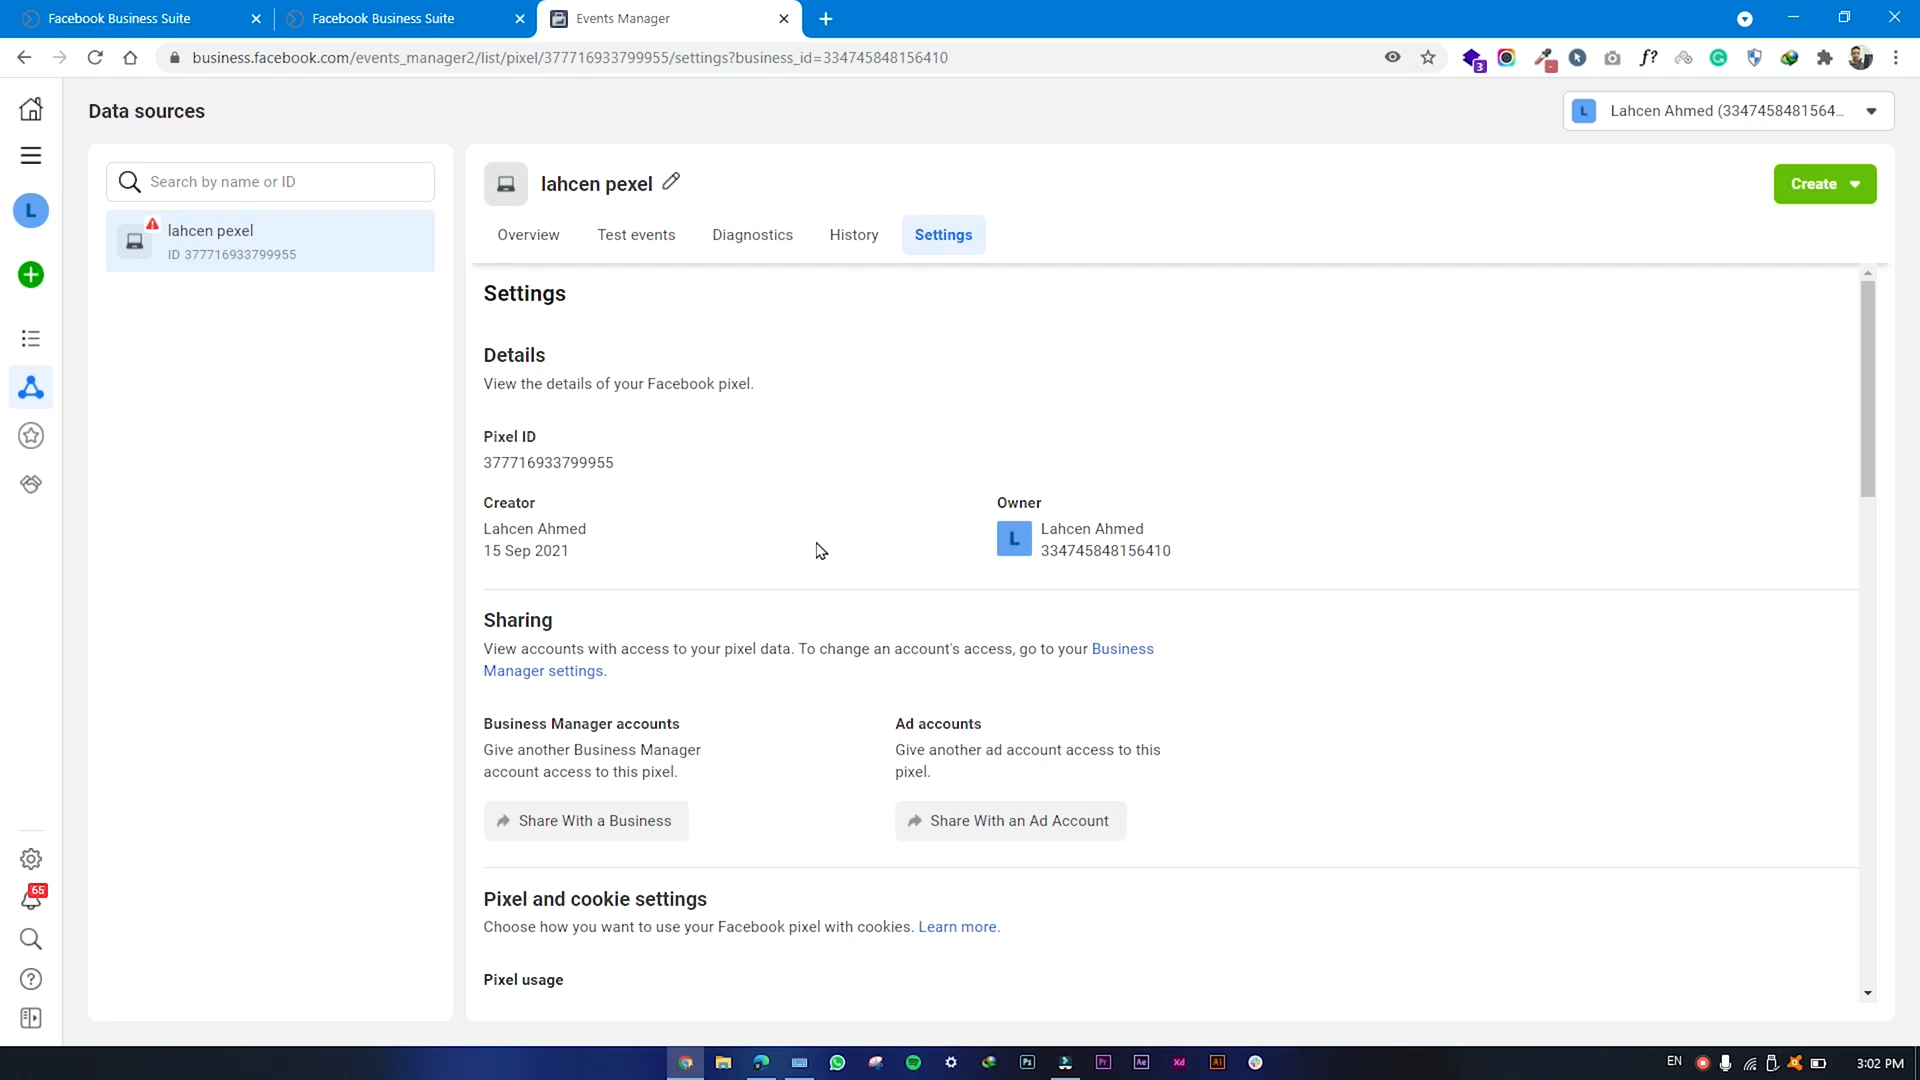 Facebook Business Suite
Facebook Business Suite
Events Manager
business.facebook.com/events_manager2/list/pixel/377716933799955/settings?business_id=334745848156410
3
f?
Data sources
L
Lahcen Ahmed (3347458481564...
L
Search by name or ID
lahcen pexel
ID 377716933799955
lahcen pexel
Create
Overview
Test events
Diagnostics
History
Settings
Settings
Details
View the details of your Facebook pixel.
Pixel ID
377716933799955
Creator
Lahcen Ahmed
15 Sep 2021
Owner
L
Lahcen Ahmed
334745848156410
Sharing
View accounts with access to your pixel data. To change an account's access, go to your Business
Manager settings.
Business Manager accounts
Give another Business Manager
account access to this pixel.
Share With a Business
Ad accounts
Give another ad account access to this
pixel.
Share With an Ad Account
Pixel and cookie settings
Choose how you want to use your Facebook pixel with cookies. Learn more.
Pixel usage
65
Ps
Pr
Ae
Xd
Ai
EN
3:02 PM